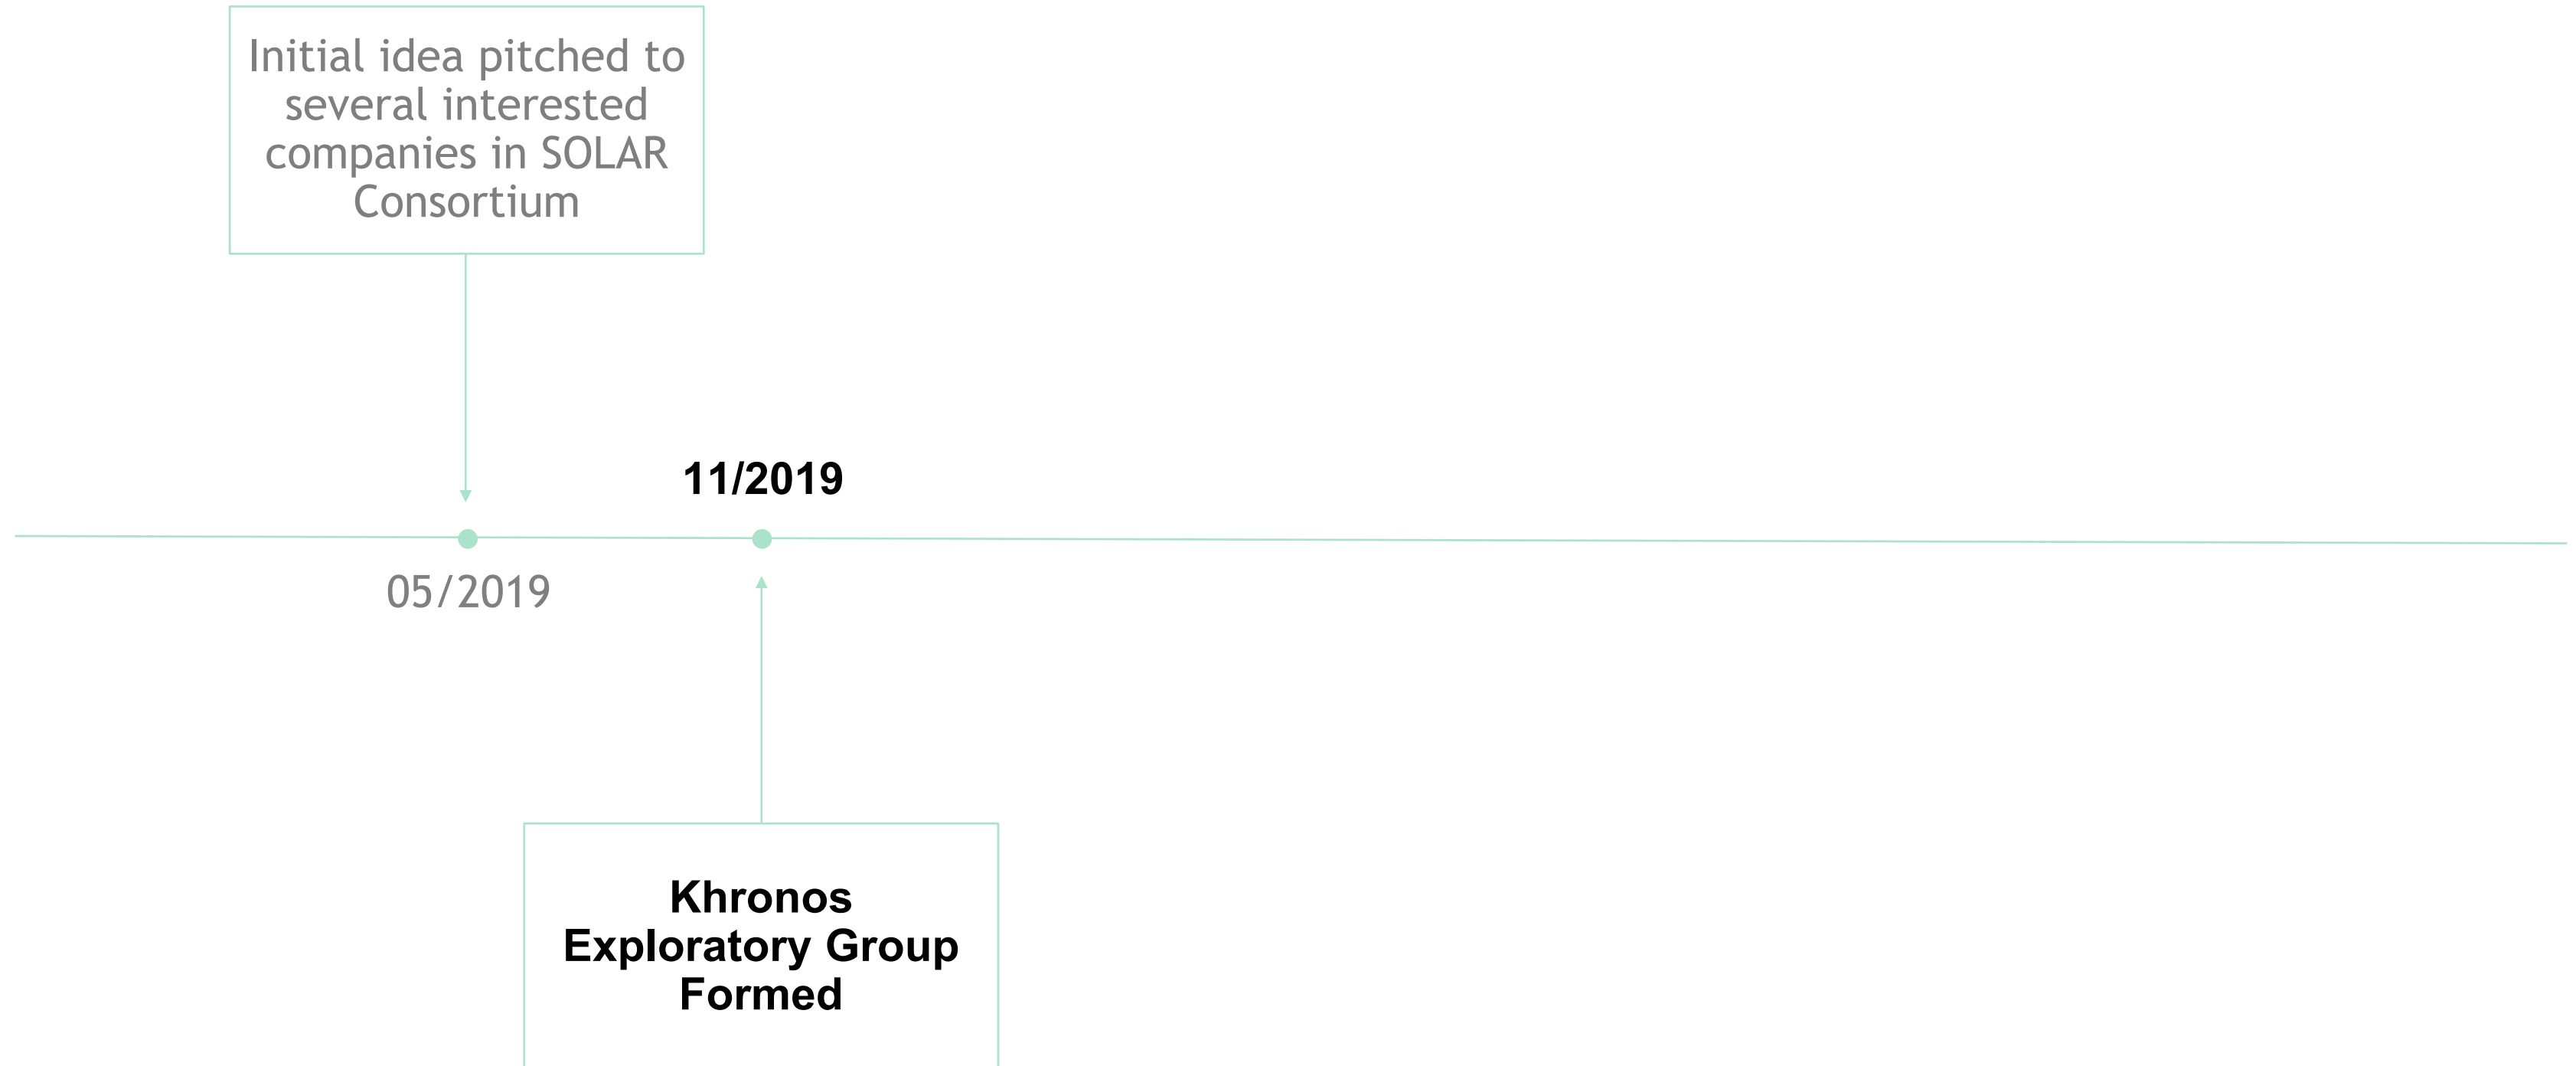 Initial idea pitched to
several interested
companies in SOLAR
Consortium
11/2019
05/2019
Khronos
Exploratory Group
Formed